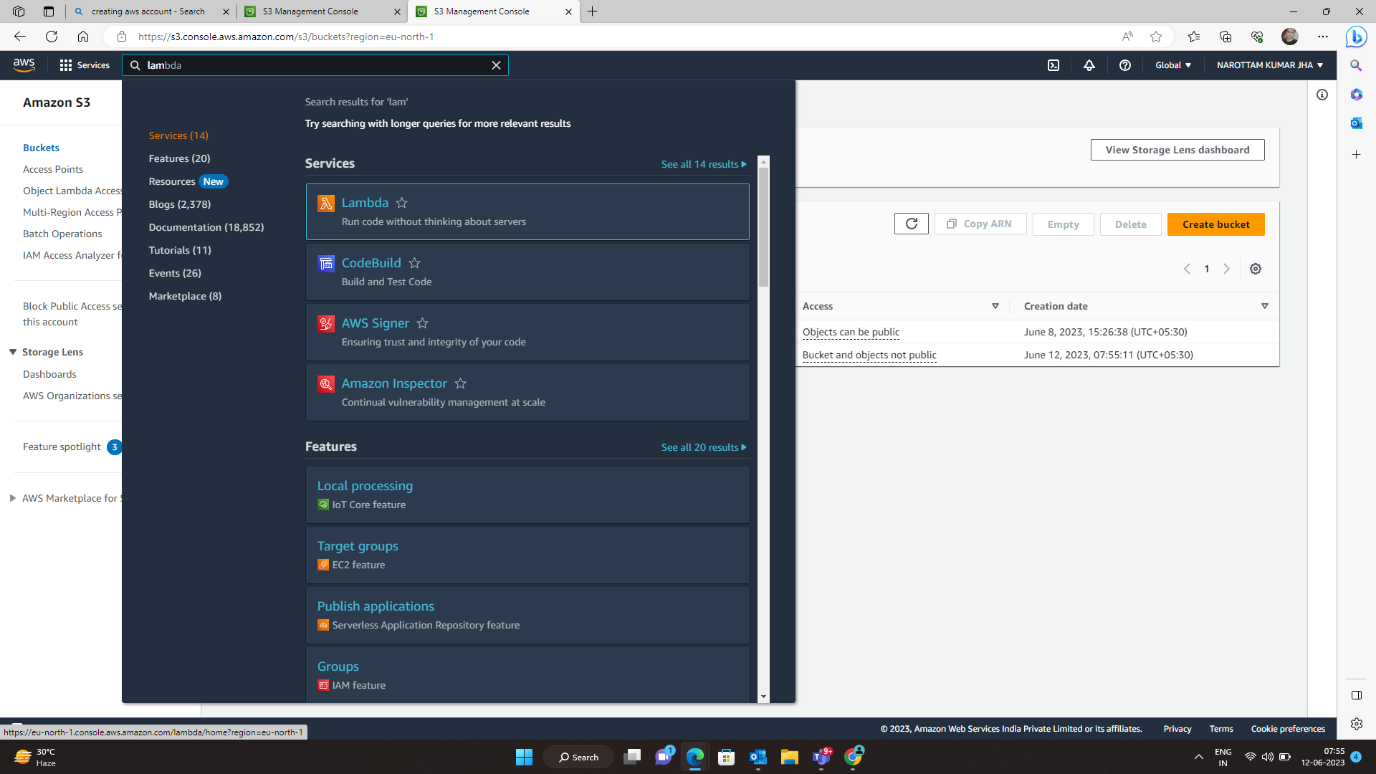 creating aws account - Search
S3 Management Console
S3 Management Console
https://s3.console.aws.amazon.com/s3/buckets?region=eu-north-1
aws
Services
lambda
Global
NAROTTAM KUMAR JHA
Amazon S3
Buckets
Access Points
Object Lambda Access
Multi-Region Access P
Batch Operations
IAM Access Analyzer fo
Block Public Access se
this account
Storage Lens
Dashboards
AWS Organizations se
Feature spotlight 3
AWS Marketplace for S
Services (14)
Features (20)
Resources New
Blogs (2,378)
Documentation (18,852)
Tutorials (11)
Events (26)
Marketplace (8)
Search results for 'lam'
Try searching with longer queries for more relevant results
Services
See all 14 results
Lambda
Run code without thinking about servers
CodeBuild
Build and Test Code
AWS Signer
Ensuring trust and integrity of your code
Amazon Inspector
Continual vulnerability management at scale
Features
See all 20 results
Local processing
IoT Core feature
Target groups
EC2 feature
Publish applications
Serverless Application Repository feature
Groups
IAM feature
View Storage Lens dashboard
Copy ARN
Empty
Delete
Create bucket
1
Access
Creation date
Objects can be public
June 8, 2023, 15:26:38 (UTC+05:30)
Bucket and objects not public
June 12, 2023, 07:55:11 (UTC+05:30)
https://eu-north-1.console.aws.amazon.com/lambda/home?region=eu-north-1
© 2023, Amazon Web Services India Private Limited or its affiliates.
Privacy
Terms
Cookie preferences
30°C
Haze
Search
1
9+
ENG
IN
07:55
12-06-2023
4